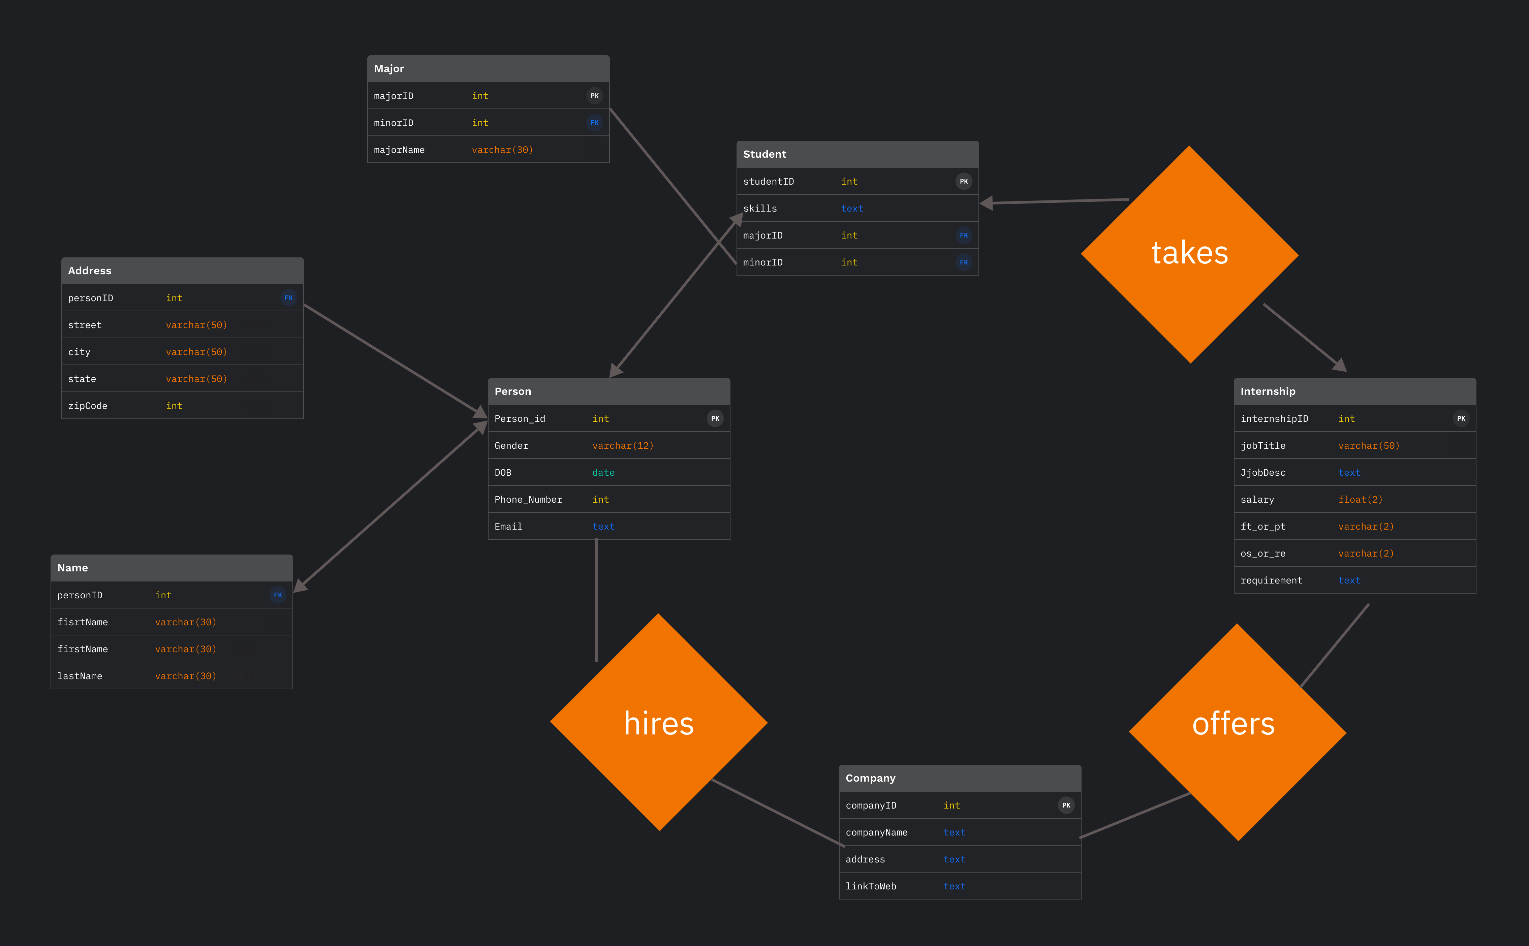 Major
majorID int PK
minorID int FK
majorName varchar(30)
Student
studentID int PK
skills text
majorID int FK
minorID int FK
takes
Address
personID int FK
street varchar(50)
city varchar(50)
state varchar(50)
zipCode int
Person
Person_id int PK
Gender varchar(12)
DOB date
Phone_Number int
Email text
Internship
internshipID int PK
jobTitle varchar(50)
JjobDesc text
salary float(2)
ft_or_pt varchar(2)
os_or_re varchar(2)
requirement text
Name
personID int FK
fisrtName varchar(30)
firstName varchar(30)
lastName varchar(30)
hires
offers
Company
companyID int PK
companyName text
address text
linkToWeb text